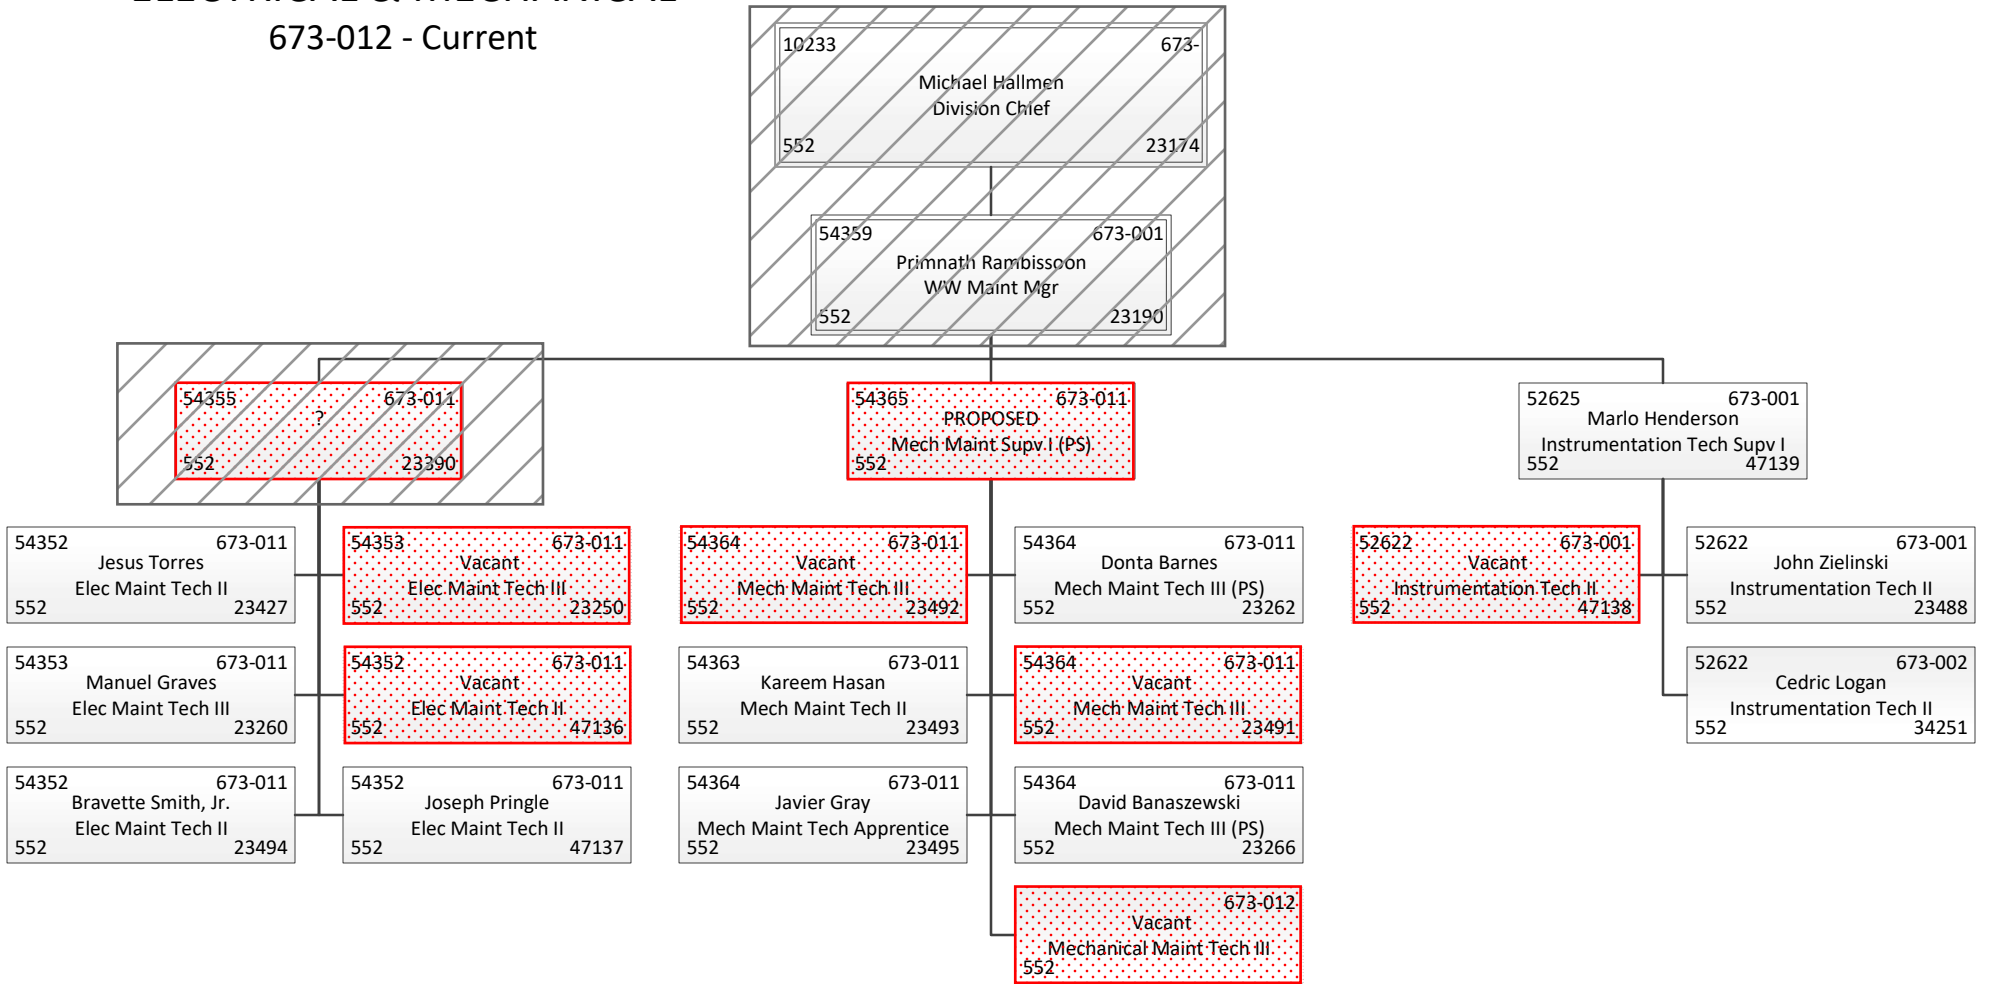 673-012 - Current
10233 673-
Michael Hallmen
Division Chief
552 23174
54359 673-001
Primnath Rambissoon
WW Maint Mgr
552 23190
54355 673-011
?
552 23390
54365 673-011
PROPOSED
Mech Maint Supv I (PS)
552
52625 673-001
Marlo Henderson
Instrumentation Tech Supv I
552 47139
54352 673-011
Jesus Torres
Elec Maint Tech II
552 23427
54353 673-011
Vacant
Elec Maint Tech III
552 23250
54364 673-011
Vacant
Mech Maint Tech III
552 23492
54364 673-011
Donta Barnes
Mech Maint Tech III (PS)
552 23262
52622 673-001
Vacant
Instrumentation Tech II
552 47138
52622 673-001
John Zielinski
Instrumentation Tech II
552 23488
54353 673-011
Manuel Graves
Elec Maint Tech III
552 23260
54352 673-011
Vacant
Elec Maint Tech II
552 47136
54363 673-011
Kareem Hasan
Mech Maint Tech II
552 23493
54364 673-011
Vacant
Mech Maint Tech III
552 23491
52622 673-002
Cedric Logan
Instrumentation Tech II
552 34251
54352 673-011
Bravette Smith, Jr.
Elec Maint Tech II
552 23494
54352 673-011
Joseph Pringle
Elec Maint Tech II
552 47137
54364 673-011
Javier Gray
Mech Maint Tech Apprentice
552 23495
54364 673-011
David Banaszewski
Mech Maint Tech III (PS)
552 23266
673-012
Vacant
Mechanical Maint Tech III
552